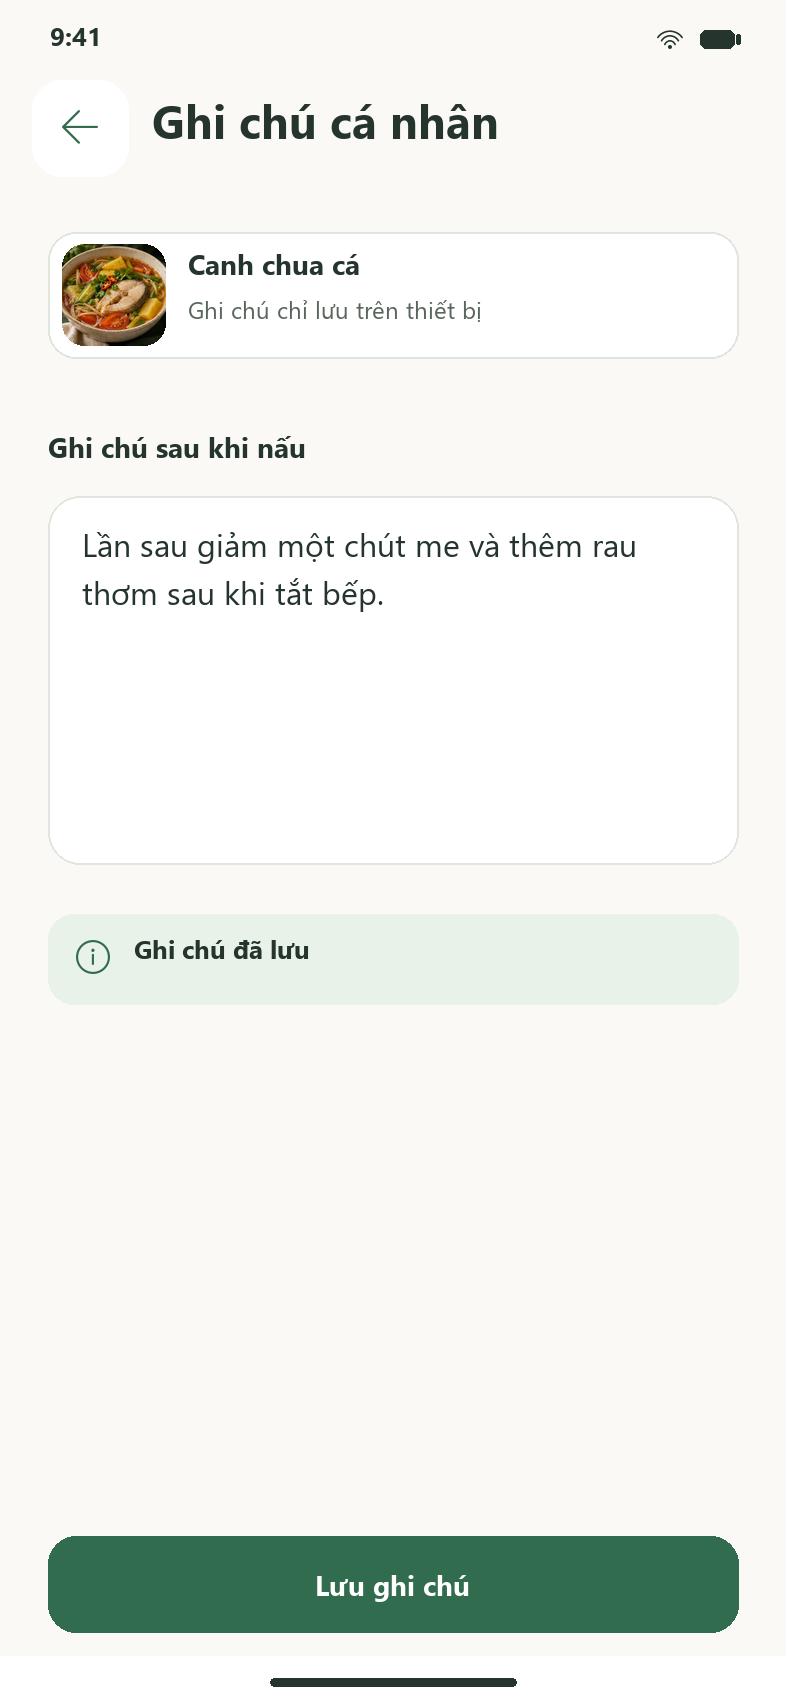 9:41
Ghi chú cá nhân
Canh chua cá
Ghi chú chỉ lưu trên thiết bị
Ghi chú sau khi nấu
Lần sau giảm một chút me và thêm rau
thơm sau khi tắt bếp.
Ghi chú đã lưu
Lưu ghi chú